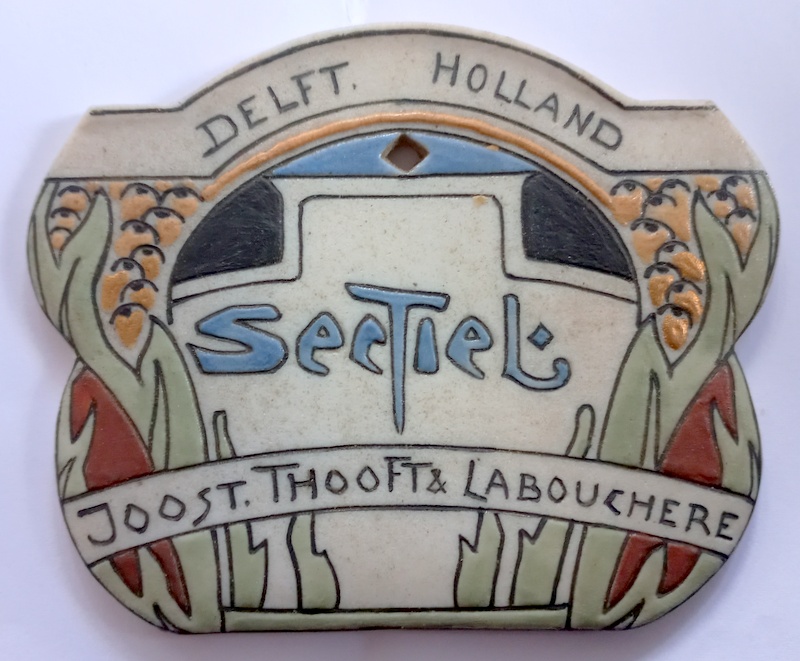 DELFT. HOLLAND
SecTieL
JOOST. THOOFT & LABOUCHERE